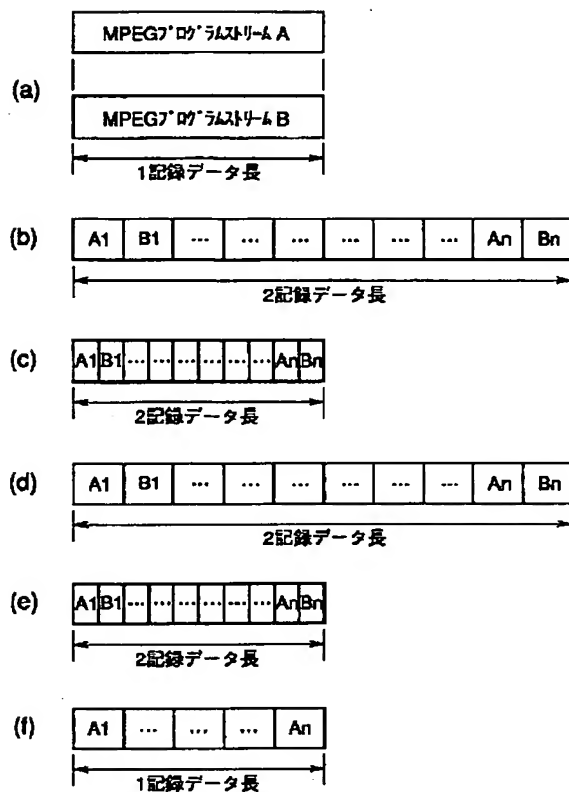 MPEGプログラムストリーム A
(a)
MPEGプログラムストリーム B
1記録データ長
(b) A1 B1 ... ... ... ... ... ... An Bn
2記録データ長
(c) A1 B1 ... ... ... ... ... ... An Bn
2記録データ長
(d) A1 B1 ... ... ... ... ... ... An Bn
2記録データ長
(e) A1 B1 ... ... ... ... ... ... An Bn
2記録データ長
(f) A1 ... ... ... An
1記録データ長